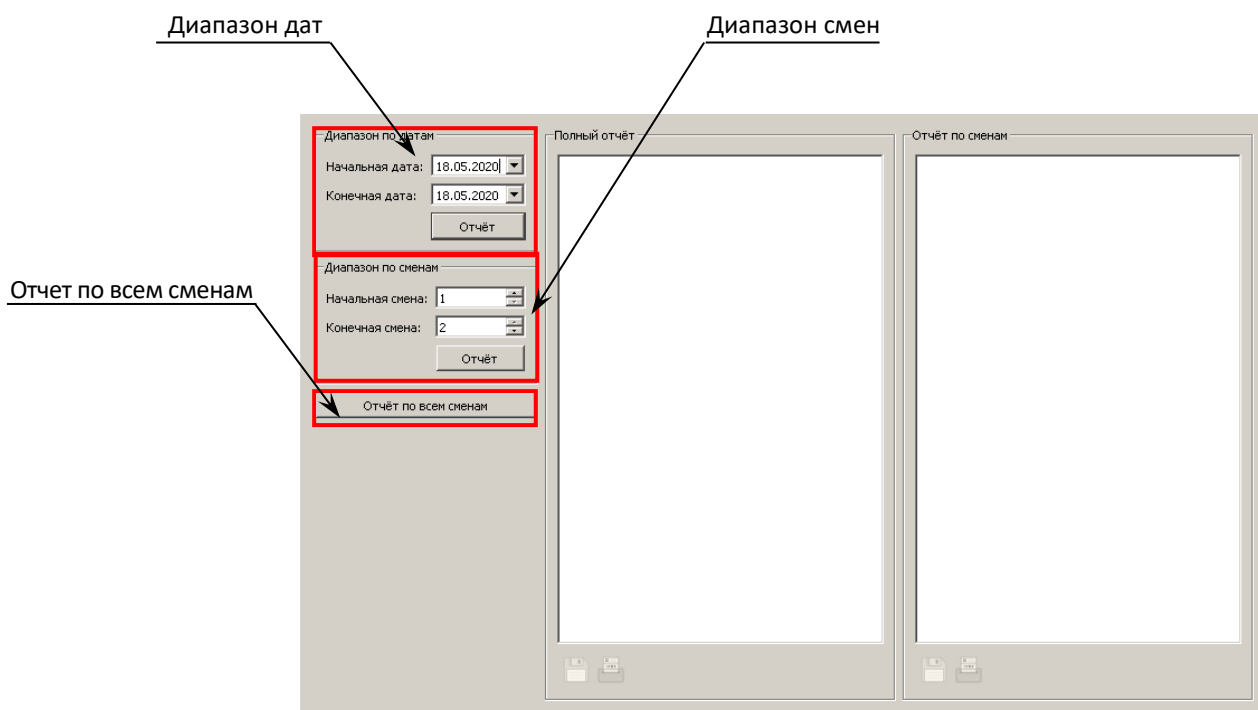 Диапазон дат
Диапазон смен
Диапазон по датам
Полный отчёт
Отчёт по сменам
Начальная дата: 18.05.2020
Конечная дата: 18.05.2020
Отчёт
Диапазон по сменам
Отчет по всем сменам
Начальная смена: 1
Конечная смена: 2
Отчёт
Отчёт по всем сменам